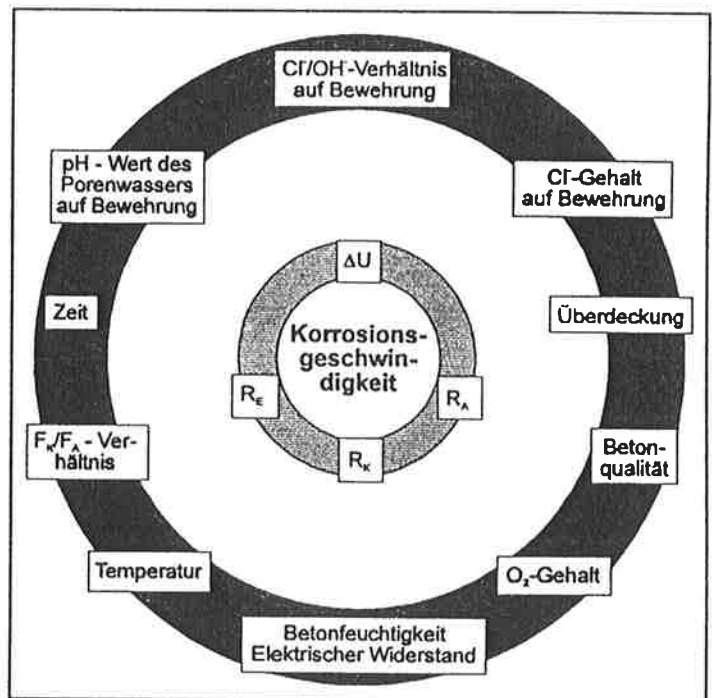 Cl⁻/OH⁻-Verhältnis
auf Bewehrung
pH - Wert des
Porenwassers
auf Bewehrung
Cl⁻-Gehalt
auf Bewehrung
Zeit
Überdeckung
ΔU
Korrosions-
geschwin-
digkeit
R_E
R_A
R_K
F_K/F_A - Ver-
hältnis
Beton-
qualität
Temperatur
O₂-Gehalt
Betonfeuchtigkeit
Elektrischer Widerstand